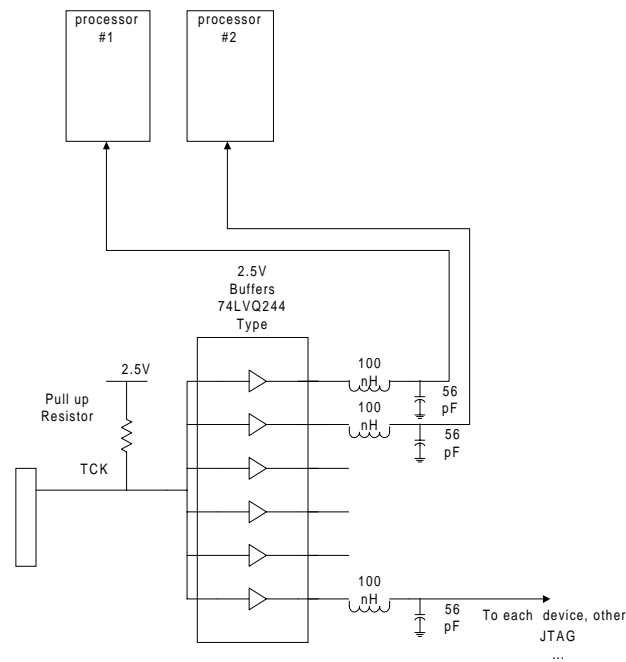 processor
#1
processor
#2
2.5V
Buffers
74LVQ244
Type
2.5V
Pull up
Resistor
TCK
100
nH
56
pF
100
nH
56
pF
100
nH
56
pF
To each device, other
JTAG
...